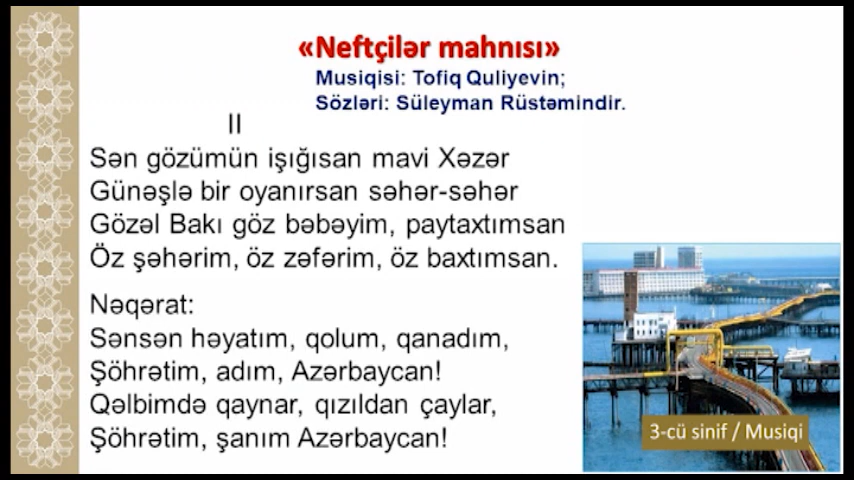 «Neftçilər mahnısı»
Musiqisi: Tofiq Quliyevin;
Sözləri: Süleyman Rüstəmindir.
II
Sən gözümün işığısan mavi Xəzər
Günəşlə bir oyanırsan səhər-səhər
Gözəl Bakı göz bəbəyim, paytaxtımsan
Öz şəhərim, öz zəfərim, öz baxtımsan.
Nəqərat:
Sənsən həyatım, qolum, qanadım,
Şöhrətim, adım, Azərbaycan!
Qəlbimdə qaynar, qızıldan çaylar,
Şöhrətim, şanım Azərbaycan!
3-cü sinif / Musiqi